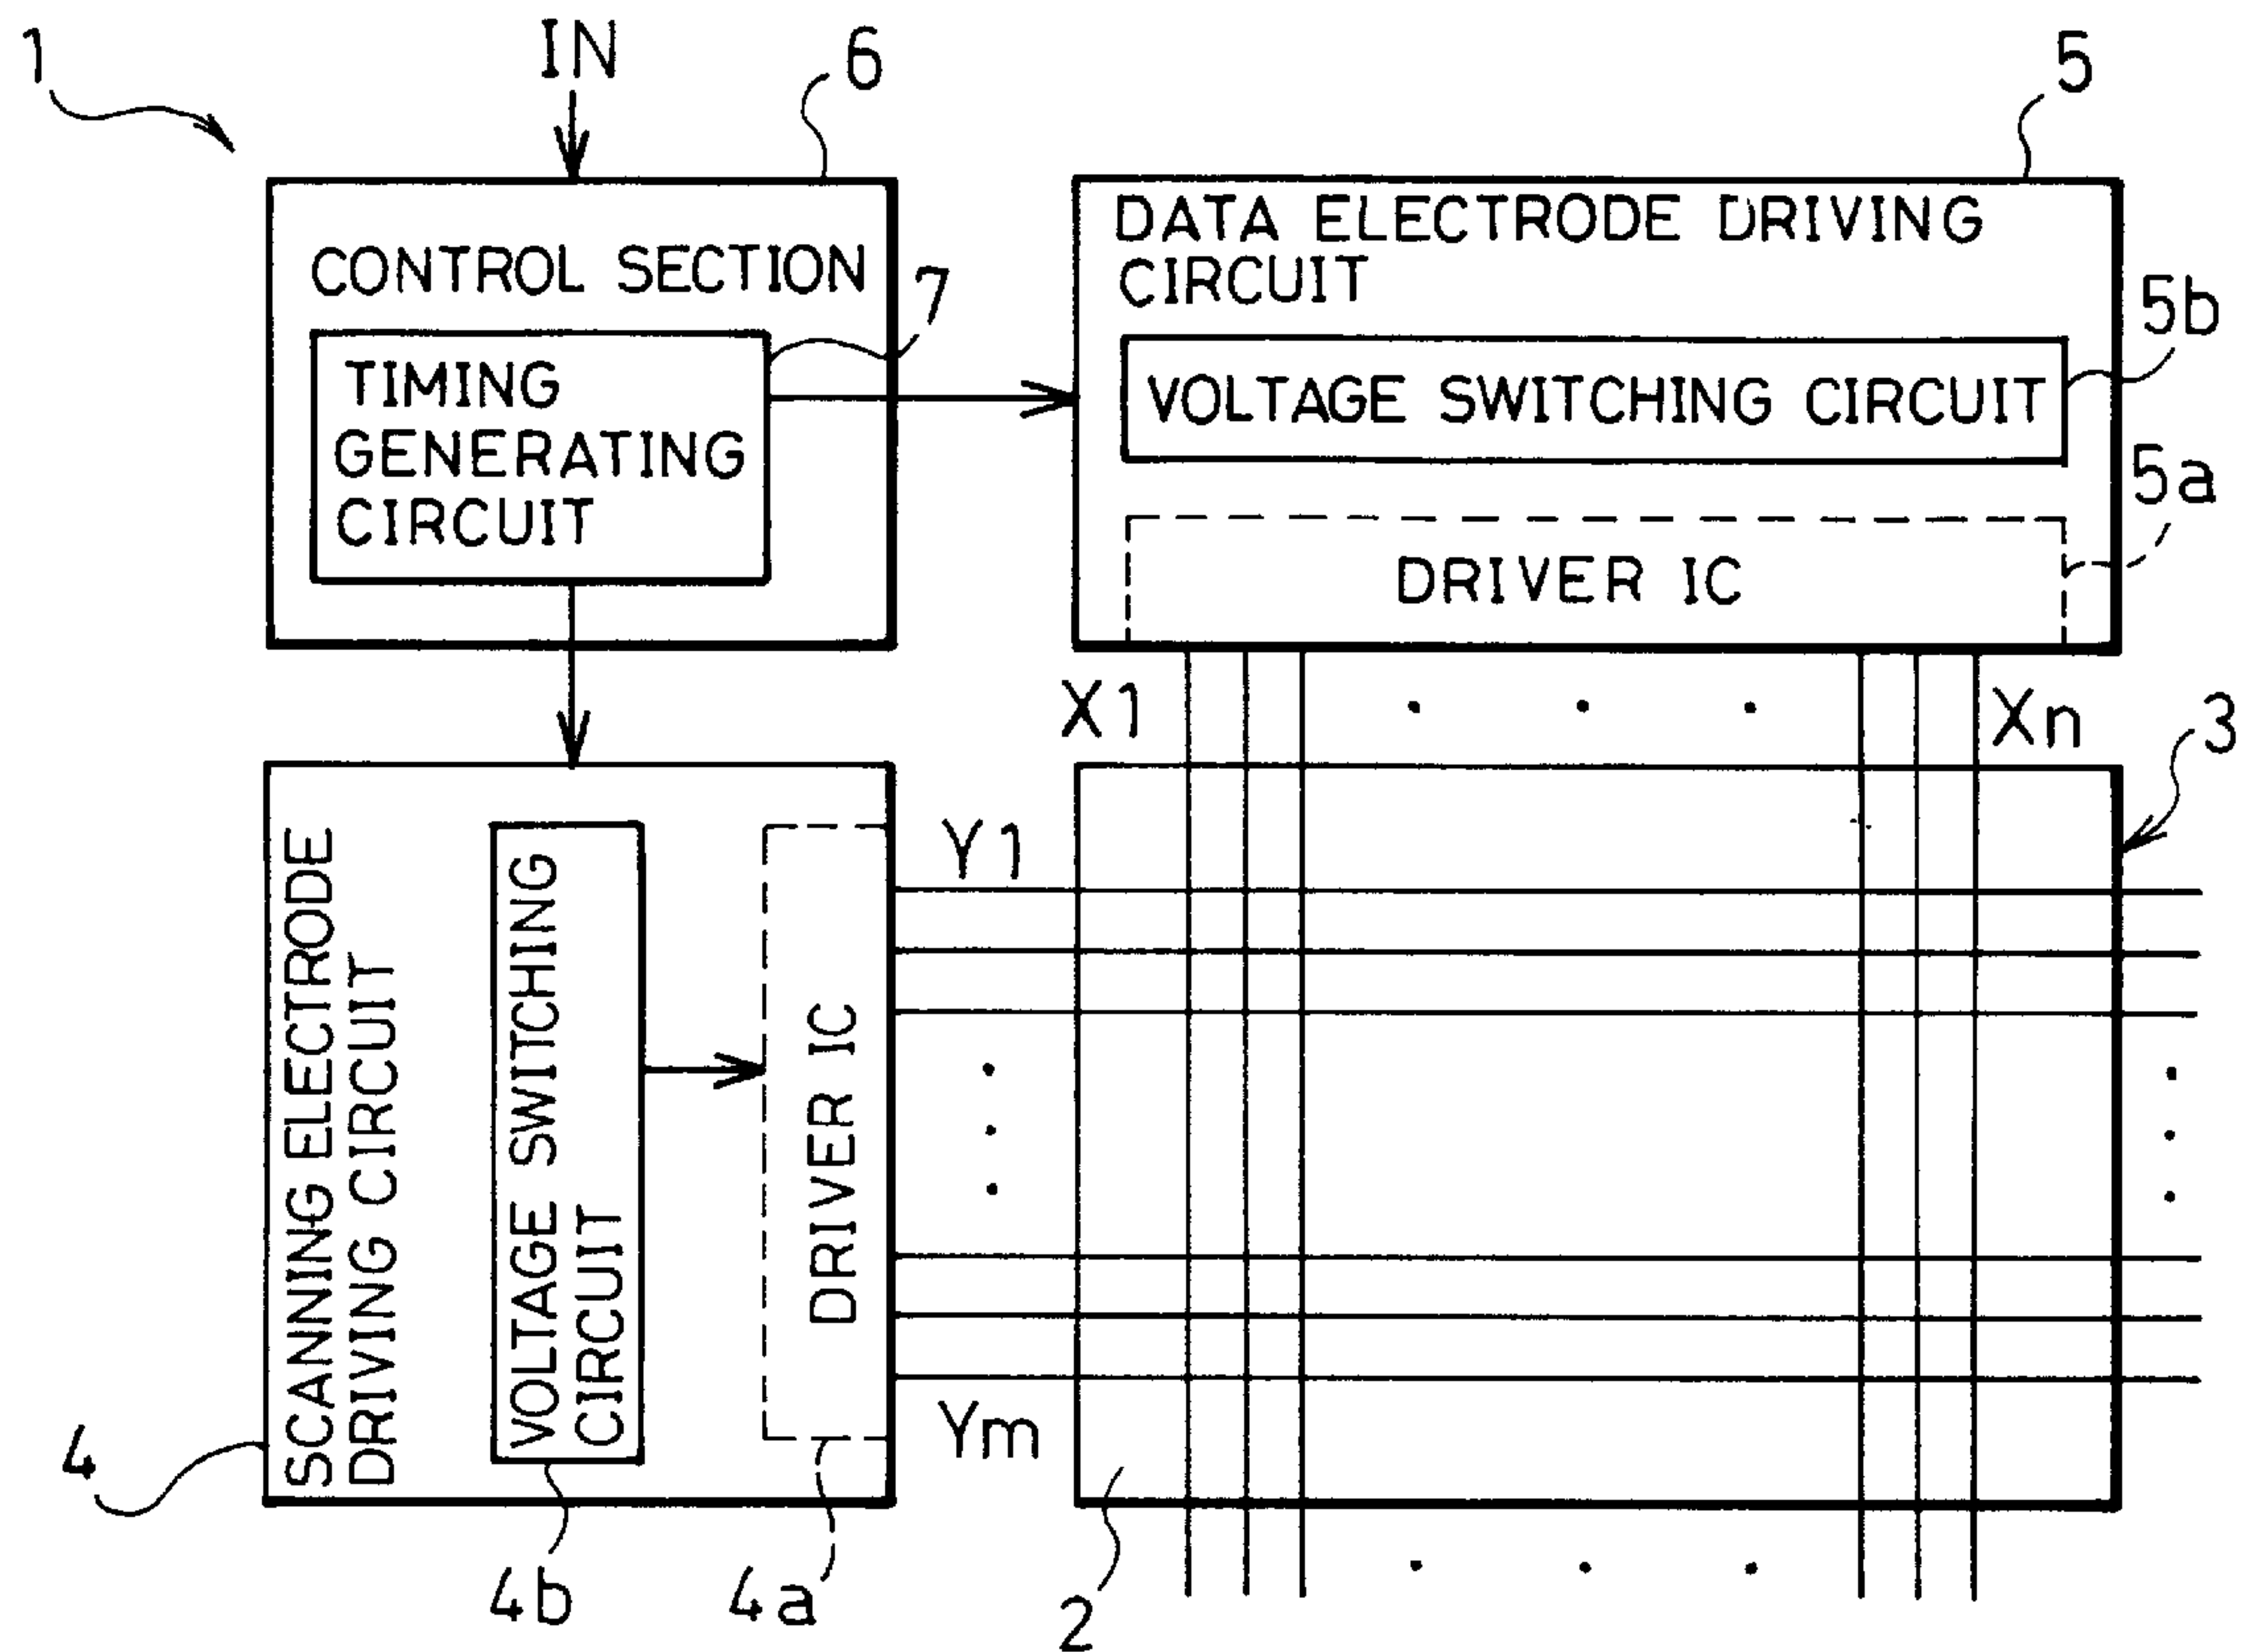 1
IN
6
5
CONTROL SECTION
7
TIMING
GENERATING
CIRCUIT
DATA ELECTRODE DRIVING
CIRCUIT
5b
VOLTAGE SWITCHING CIRCUIT
5a
DRIVER IC
X1
Xn
3
SCANNING ELECTRODE
DRIVING CIRCUIT
VOLTAGE SWITCHING
CIRCUIT
DRIVER IC
Y1
Ym
4
4b
4a
2